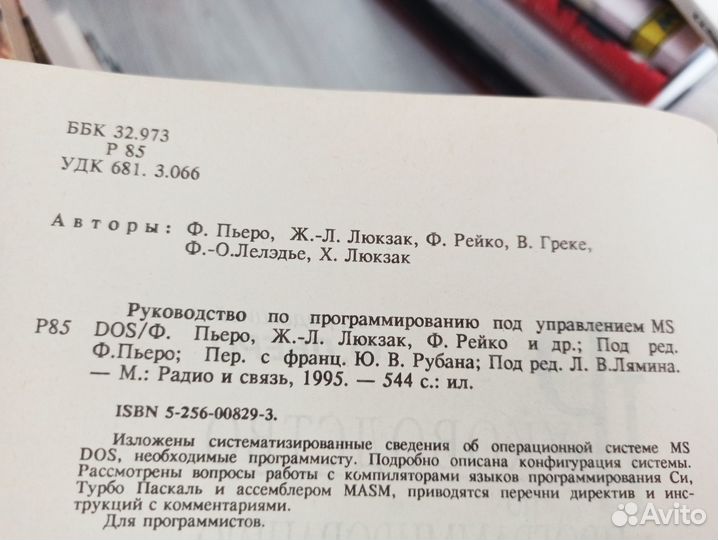 ББК 32.973
Р 85
УДК 681. 3.066
Авторы: Ф. Пьеро, Ж.-Л. Люкзак, Ф. Рейко, В. Греке,
Ф.-О.Лелэдье, Х. Люкзак
Руководство по программированию под управлением MS
Р85 DOS/Ф. Пьеро, Ж.-Л. Люкзак, Ф. Рейко и др.; Под ред.
Ф.Пьеро; Пер. с франц. Ю. В. Рубана; Под ред. Л. В.Лямина.
— М.: Радио и связь, 1995. — 544 с.: ил.
ISBN 5-256-00829-3.
Изложены систематизированные сведения об операционной системе MS
DOS, необходимые программисту. Подробно описана конфигурация системы.
Рассмотрены вопросы работы с компиляторами языков программирования Си,
Турбо Паскаль и ассемблером MASM, приводятся перечни директив и инс-
трукций с комментариями.
Для программистов.
Avito